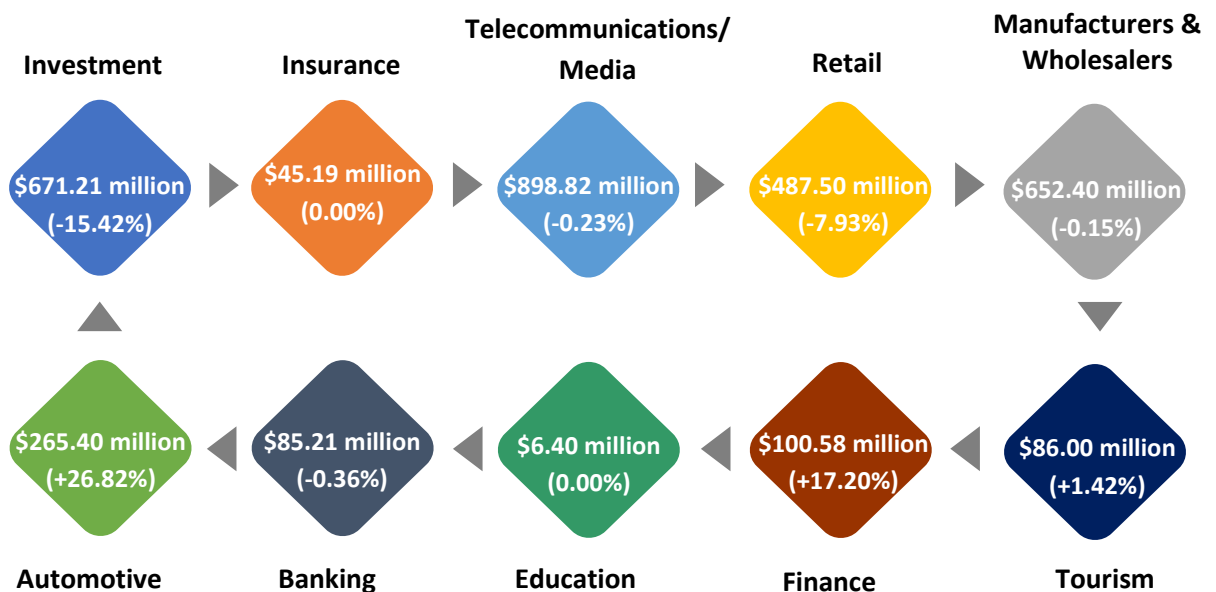 Investment
Insurance
Telecommunications/
Media
Retail
Manufacturers &
Wholesalers
$671.21 million
(-15.42%)
$45.19 million
(0.00%)
$898.82 million
(-0.23%)
$487.50 million
(-7.93%)
$652.40 million
(-0.15%)
$265.40 million
(+26.82%)
$85.21 million
(-0.36%)
$6.40 million
(0.00%)
$100.58 million
(+17.20%)
$86.00 million
(+1.42%)
Automotive
Banking
Education
Finance
Tourism